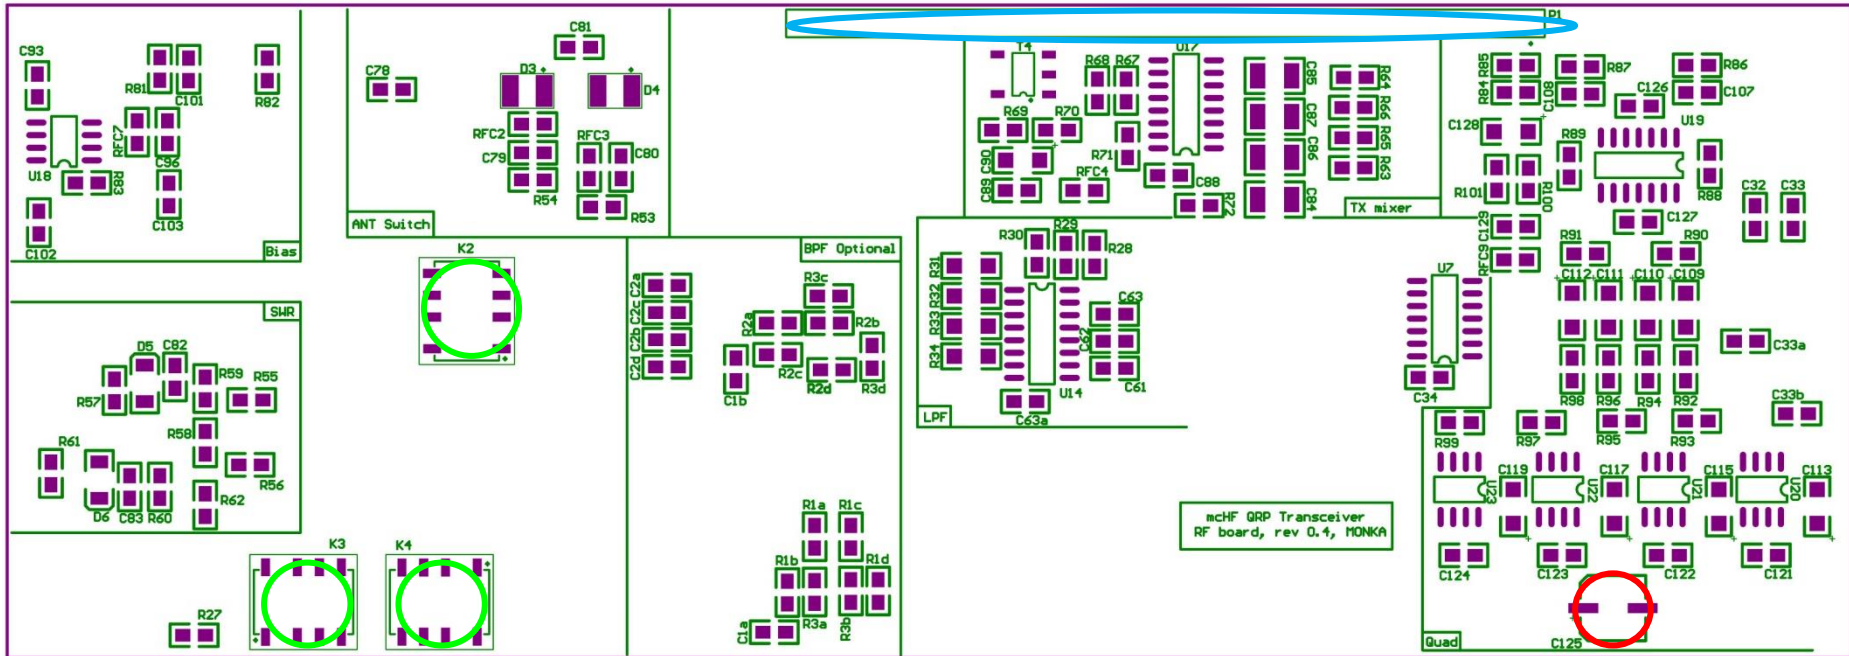 C93
R81
C101
R82
RFC7
C96
U18
R83
C103
C102
Bias
C81
C78
D3
D4
RFC2
C79
RFC3
C80
R54
R53
ANT Switch
P1
T4
R68
R67
U17
C85
R64
R69
R70
C87
R66
R71
C86
R65
C90
R63
C89
RFC4
C88
R72
C84
TX mixer
R85
R84
C108
R87
R86
C126
C107
C128
U19
R89
R101
R100
R88
C32
C33
C129
C127
RFC9
R91
R90
SWR
D5
C82
R59
R55
R57
R58
R61
R56
D6
C83
R60
R62
K2
K3
K4
R27
BPF Optional
C2a
C2c
C2b
C2d
R3c
R2a
R2b
R2c
R2d
R3d
C1b
R1a
R1c
R1b
R1d
R3a
R3b
C1a
R30
R29
R28
R31
R32
R33
R34
C63
C62
C61
U14
C63a
LPF
U7
C34
C112
C111
C110
C109
C33a
R98
R96
R94
R92
C33b
R99
R97
R95
R93
C119
C117
C115
C113
U23
U22
U21
U20
C124
C123
C122
C121
C125
Quad
mcHF QRP Transceiver
RF board, rev 0.4, MONKA